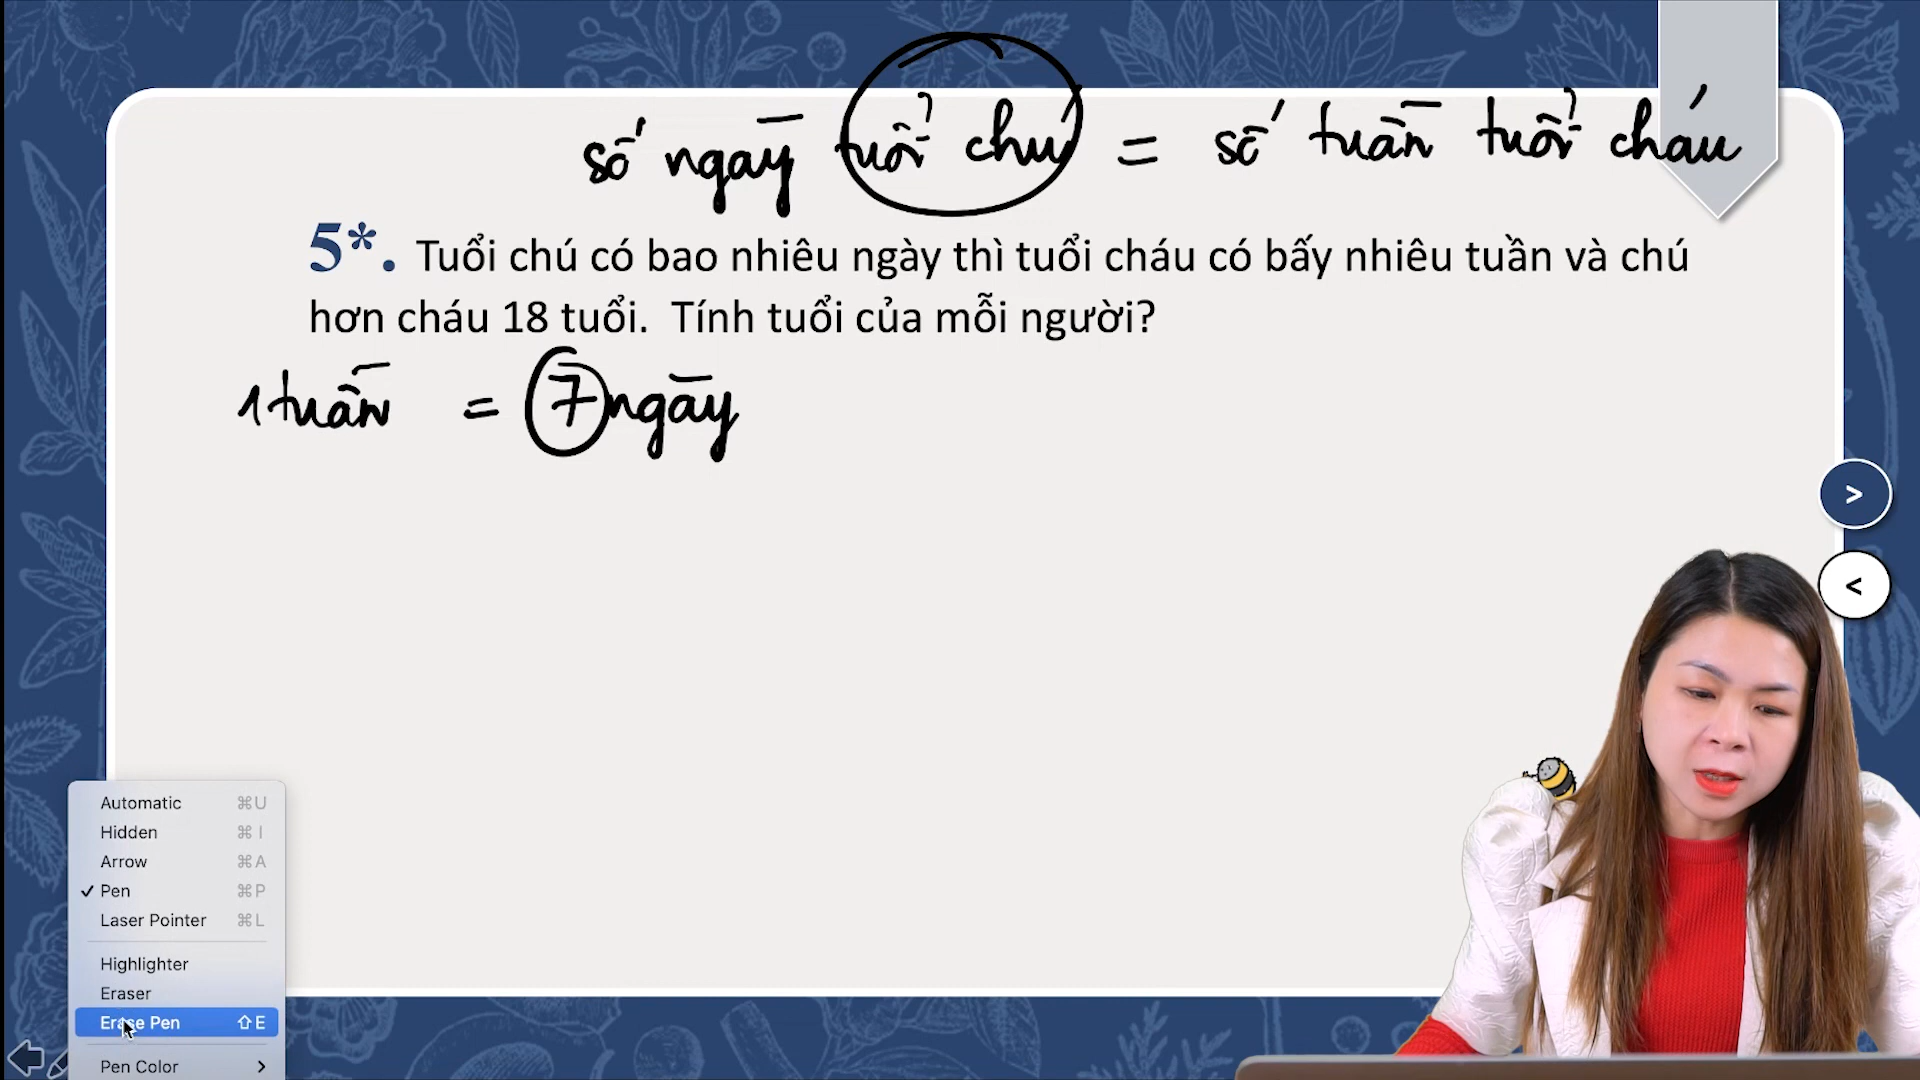 số ngày tuổi chú = số tuần tuổi cháu
5*. Tuổi chú có bao nhiêu ngày thì tuổi cháu có bấy nhiêu tuần và chú
hơn cháu 18 tuổi. Tính tuổi của mỗi người?
1 tuần = 7 ngày
>
<
Automatic ⌘U
Hidden ⌘I
Arrow ⌘A
✓ Pen ⌘P
Laser Pointer ⌘L
Highlighter
Eraser
Erase Pen ⇧E
Pen Color >